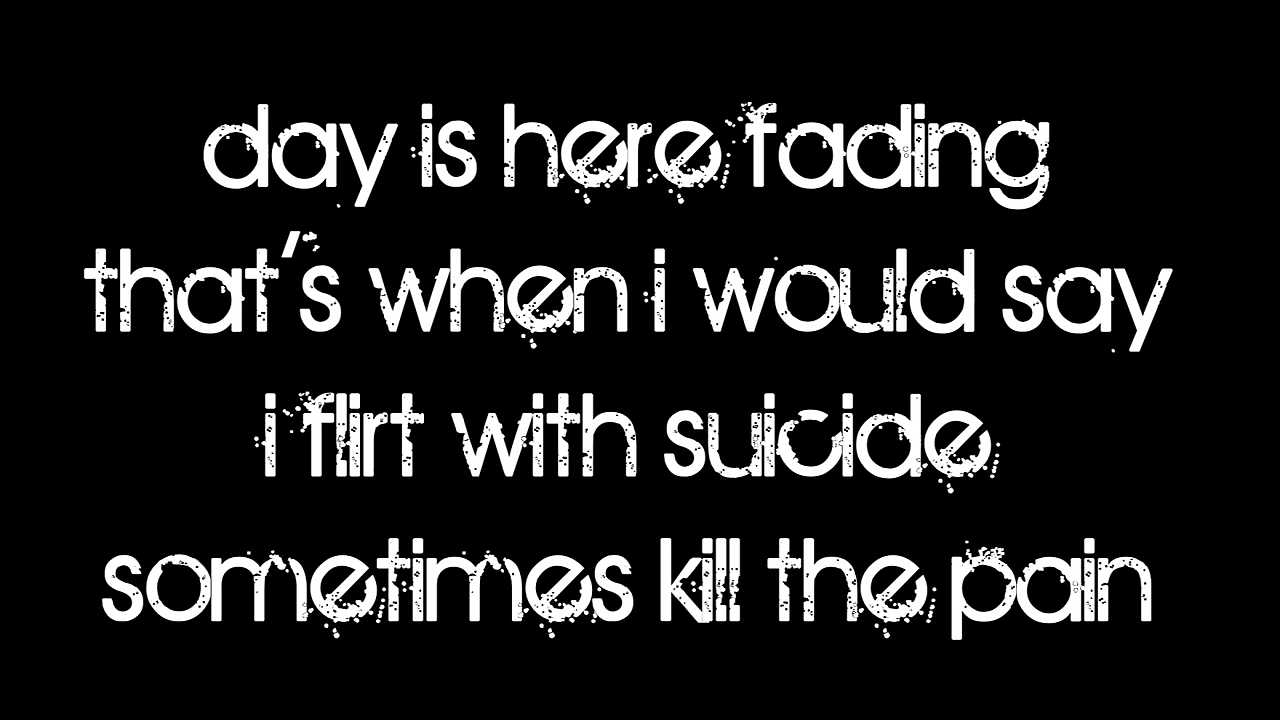 day is here fading
that's when i would say
i flirt with suicide
sometimes kill the pain